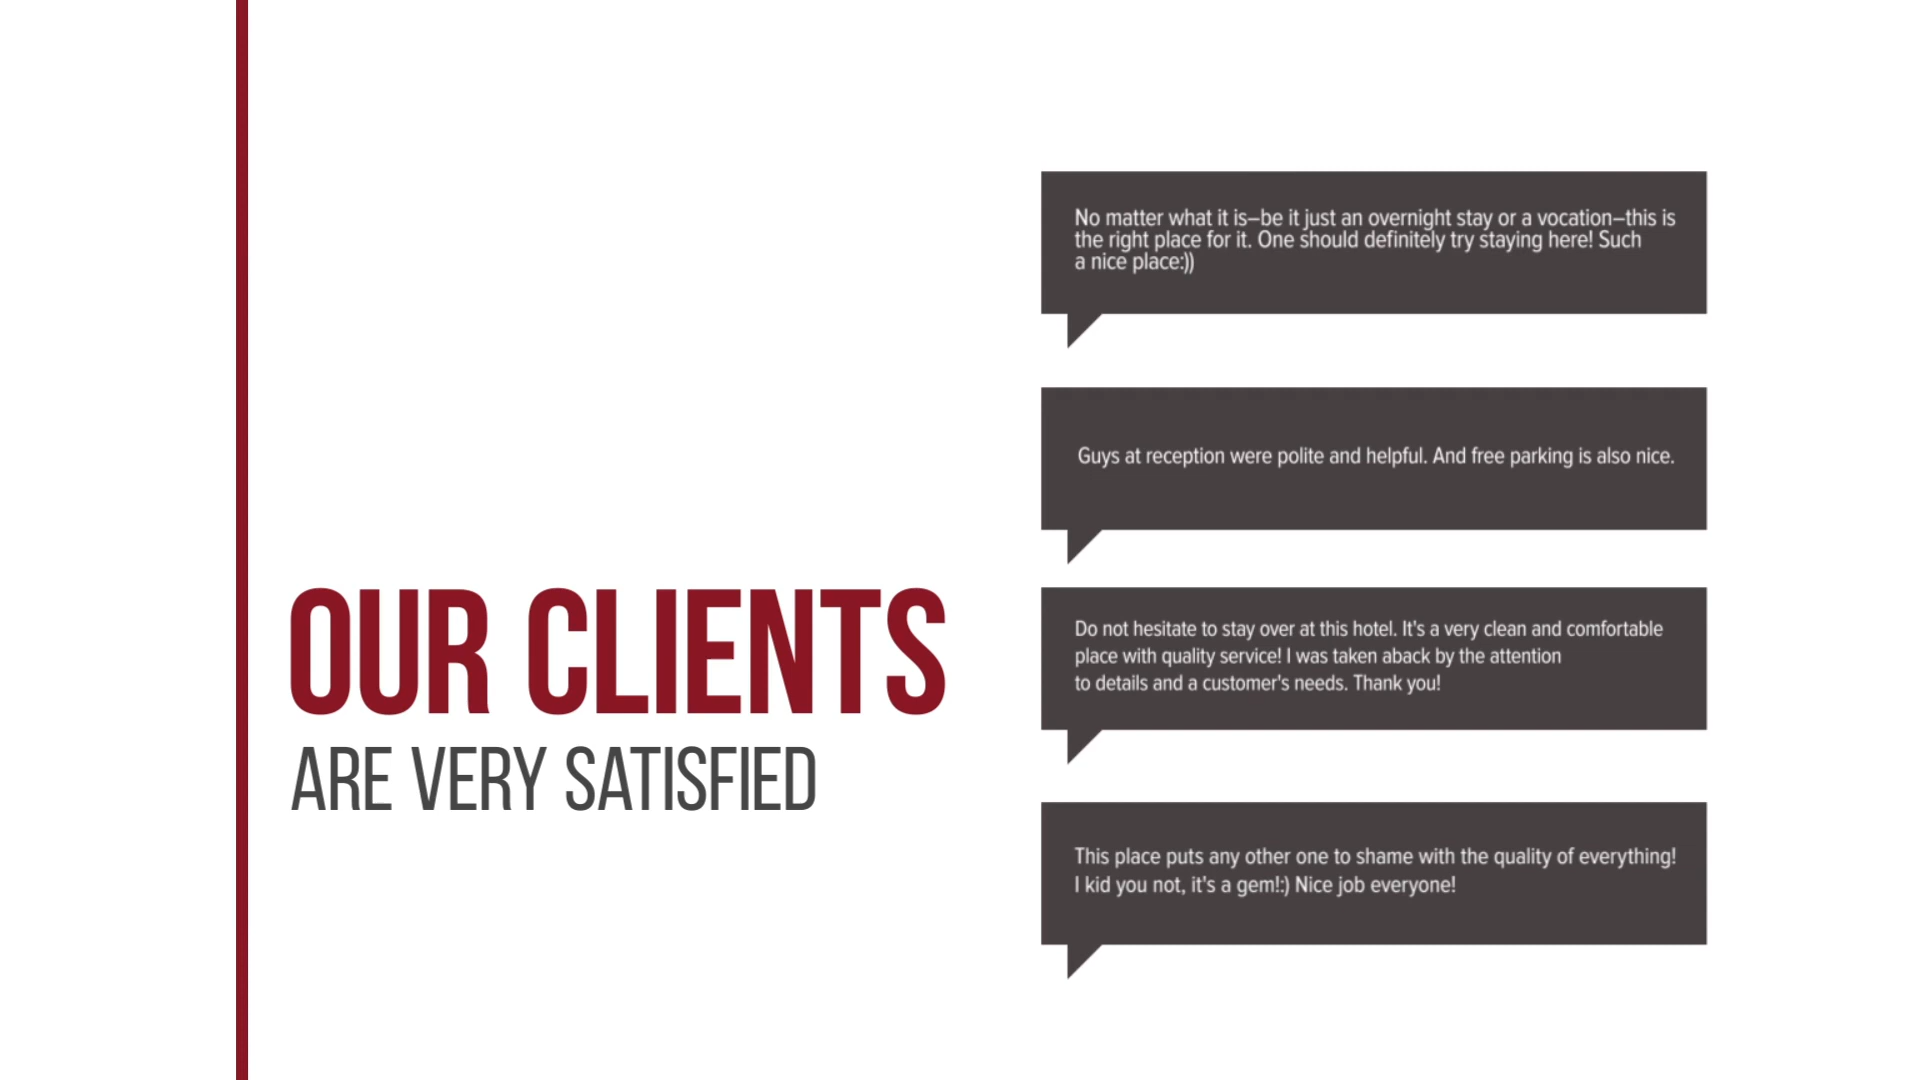 OUR CLIENTS
ARE VERY SATISFIED
No matter what it is–be it just an overnight stay or a vocation–this is
the right place for it. One should definitely try staying here! Such
a nice place:))
Guys at reception were polite and helpful. And free parking is also nice.
Do not hesitate to stay over at this hotel. It's a very clean and comfortable
place with quality service! I was taken aback by the attention
to details and a customer's needs. Thank you!
This place puts any other one to shame with the quality of everything!
I kid you not, it's a gem!:) Nice job everyone!